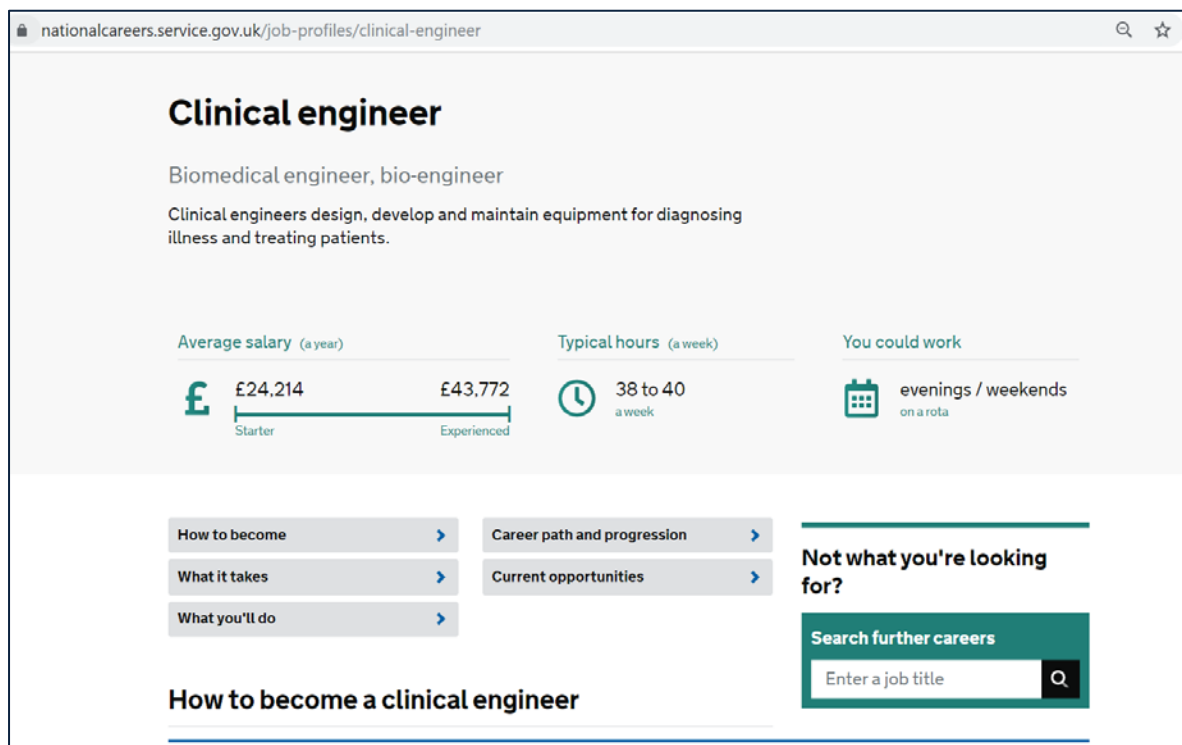 nationalcareers.service.gov.uk/job-profiles/clinical-engineer
Clinical engineer
Biomedical engineer, bio-engineer
Clinical engineers design, develop and maintain equipment for diagnosing
illness and treating patients.
Average salary (a year)
£
£24,214 £43,772
Starter Experienced
Typical hours (a week)
38 to 40
a week
You could work
evenings / weekends
on a rota
How to become
What it takes
What you'll do
Career path and progression
Current opportunities
Not what you're looking
for?
Search further careers
Enter a job title
How to become a clinical engineer